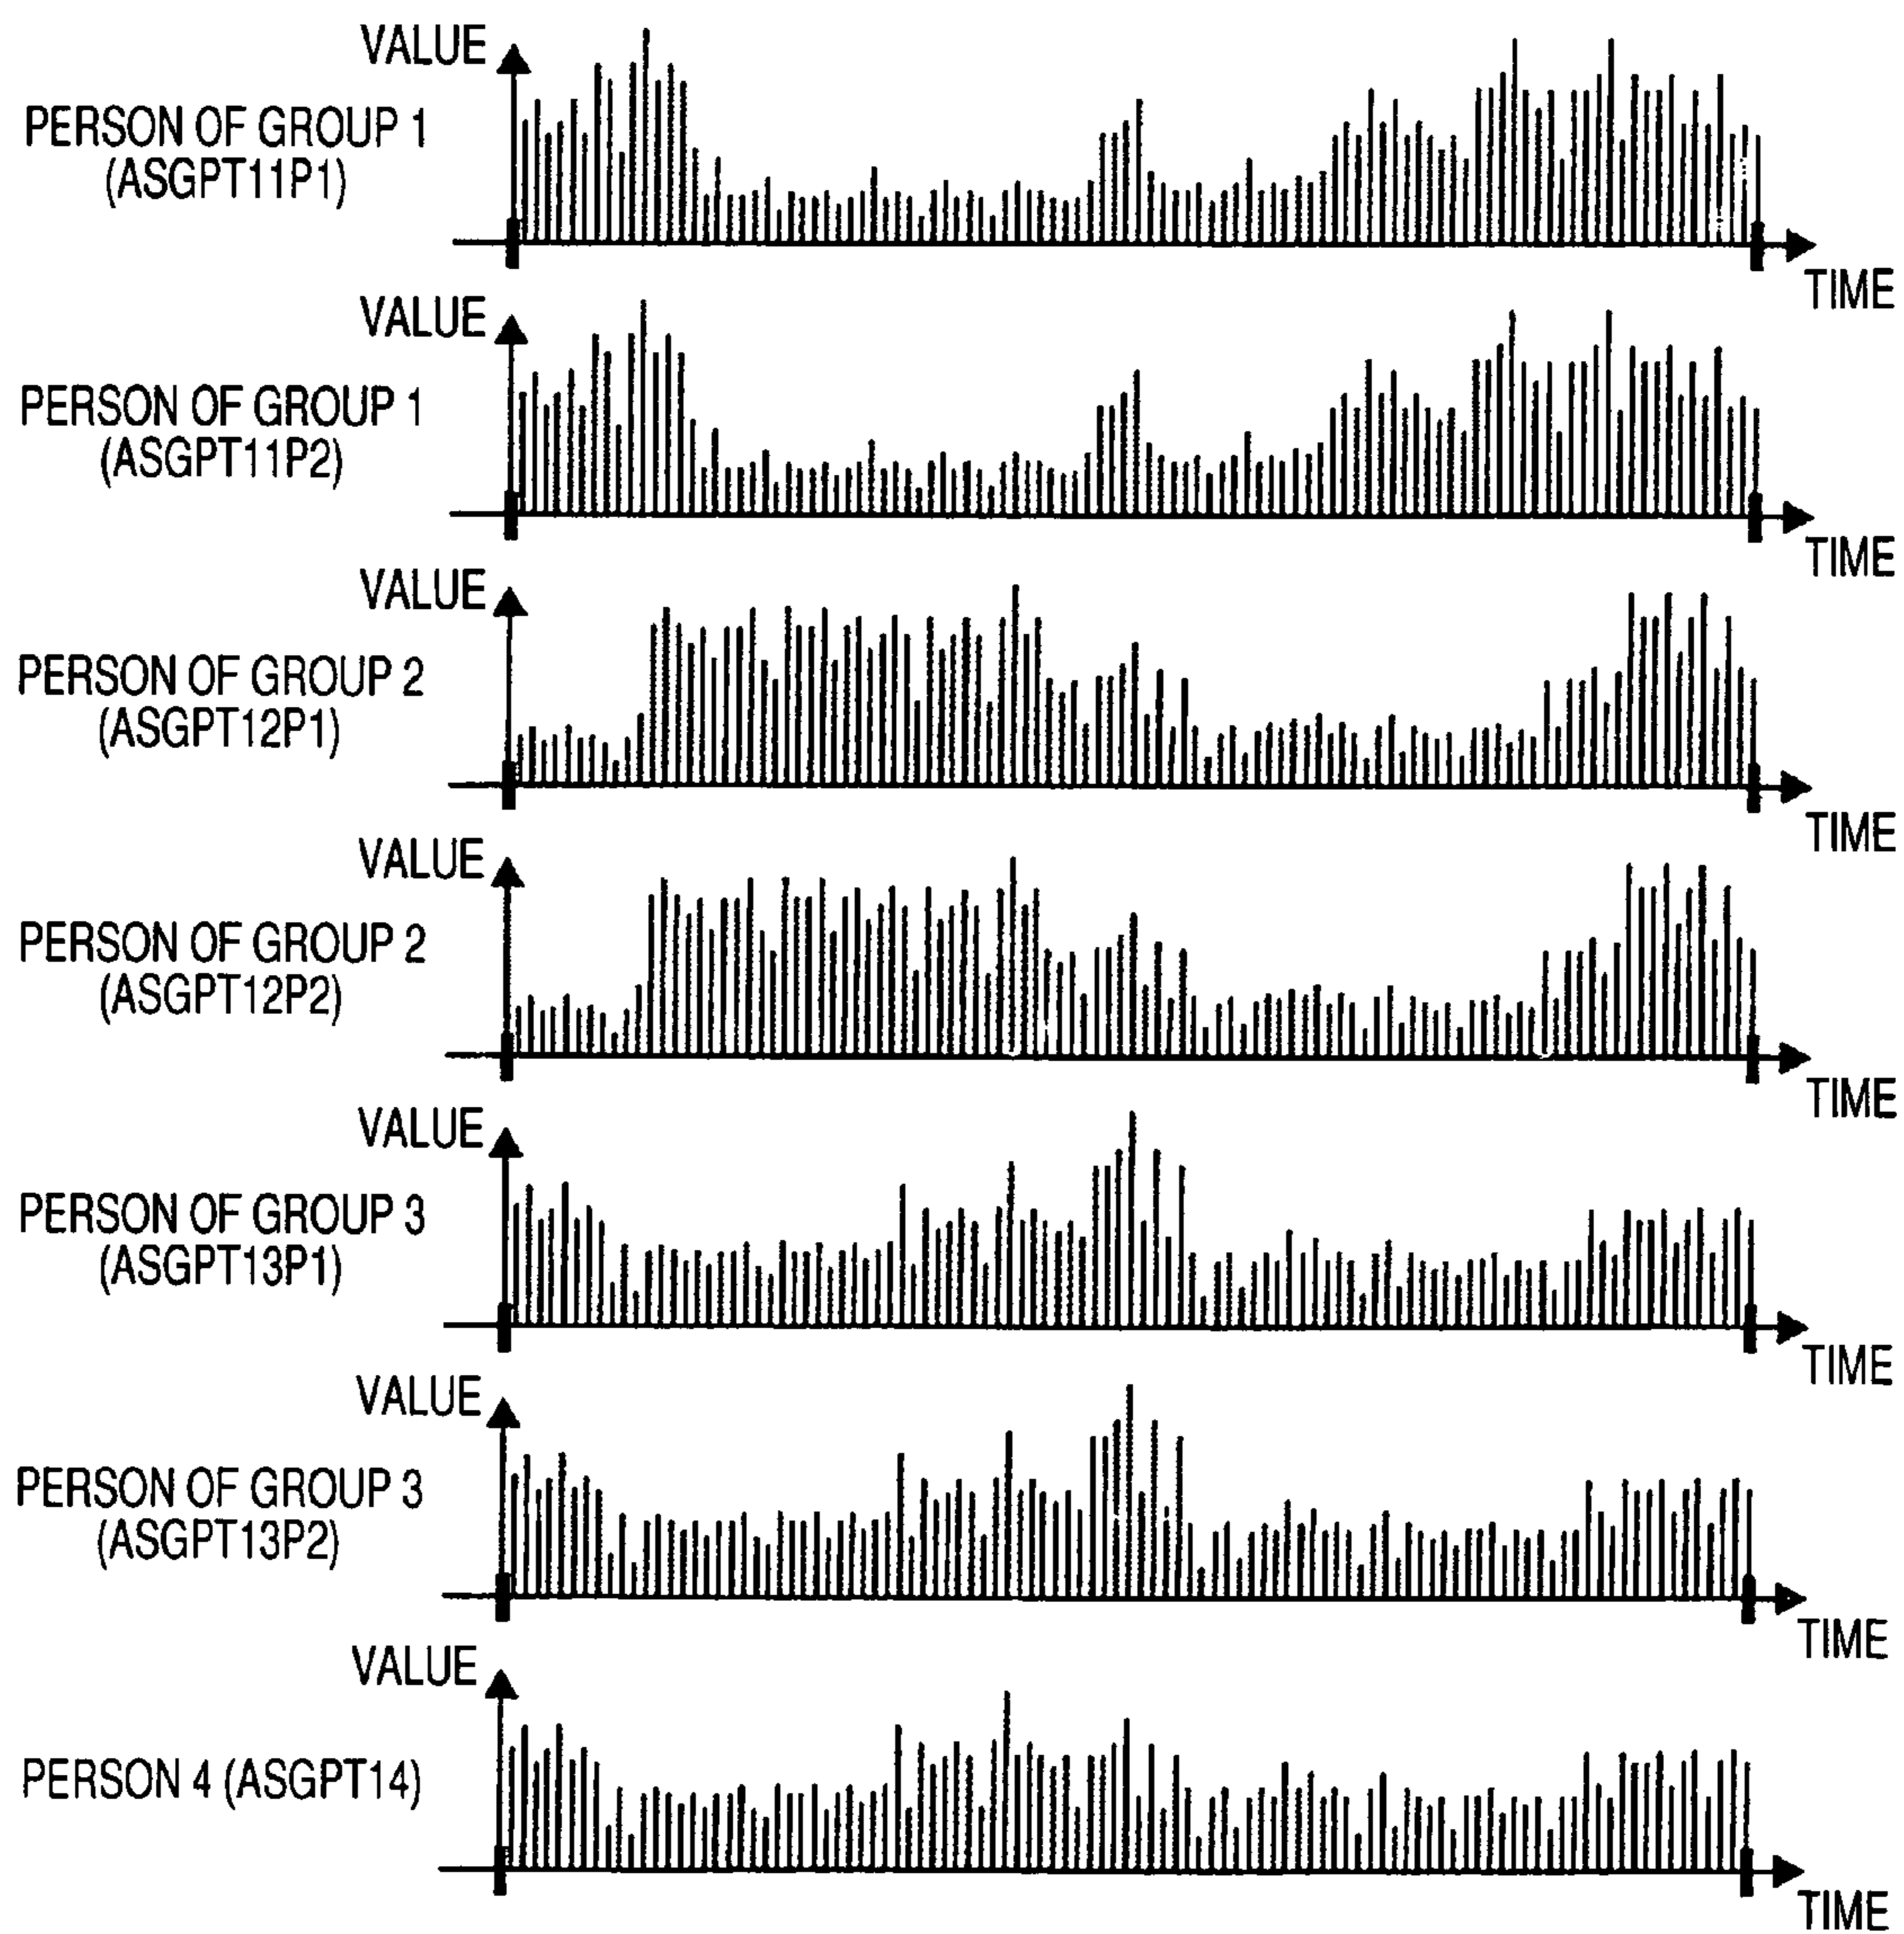 VALUE
PERSON OF GROUP 1
(ASGPT11P1)
TIME
VALUE
PERSON OF GROUP 1
(ASGPT11P2)
TIME
VALUE
PERSON OF GROUP 2
(ASGPT12P1)
TIME
VALUE
PERSON OF GROUP 2
(ASGPT12P2)
TIME
VALUE
PERSON OF GROUP 3
(ASGPT13P1)
TIME
VALUE
PERSON OF GROUP 3
(ASGPT13P2)
TIME
VALUE
PERSON 4 (ASGPT14)
TIME